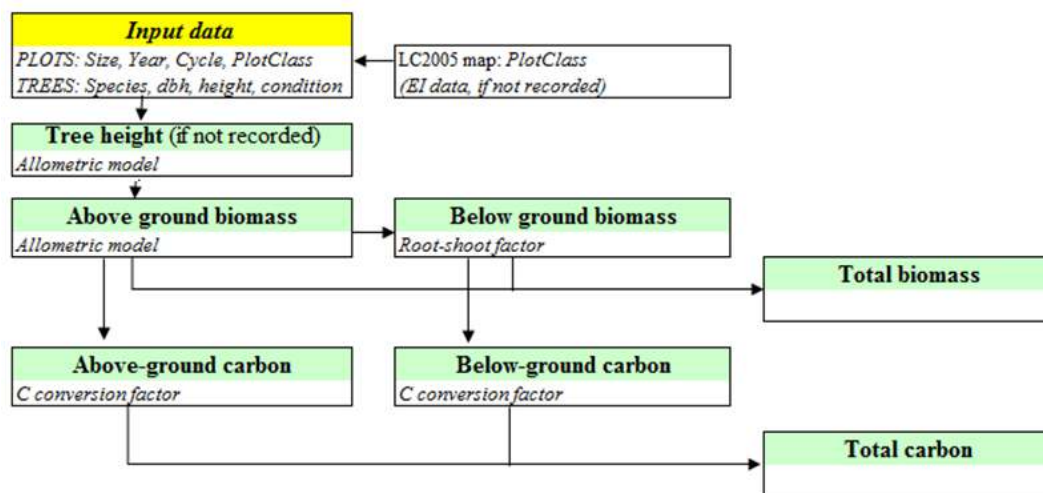 Input data
PLOTS: Size, Year, Cycle, PlotClass
TREES: Species, dbh, height, condition
LC2005 map: PlotClass
(EI data, if not recorded)
Tree height (if not recorded)
Allometric model
Above ground biomass
Allometric model
Below ground biomass
Root-shoot factor
Total biomass
Above-ground carbon
C conversion factor
Below-ground carbon
C conversion factor
Total carbon